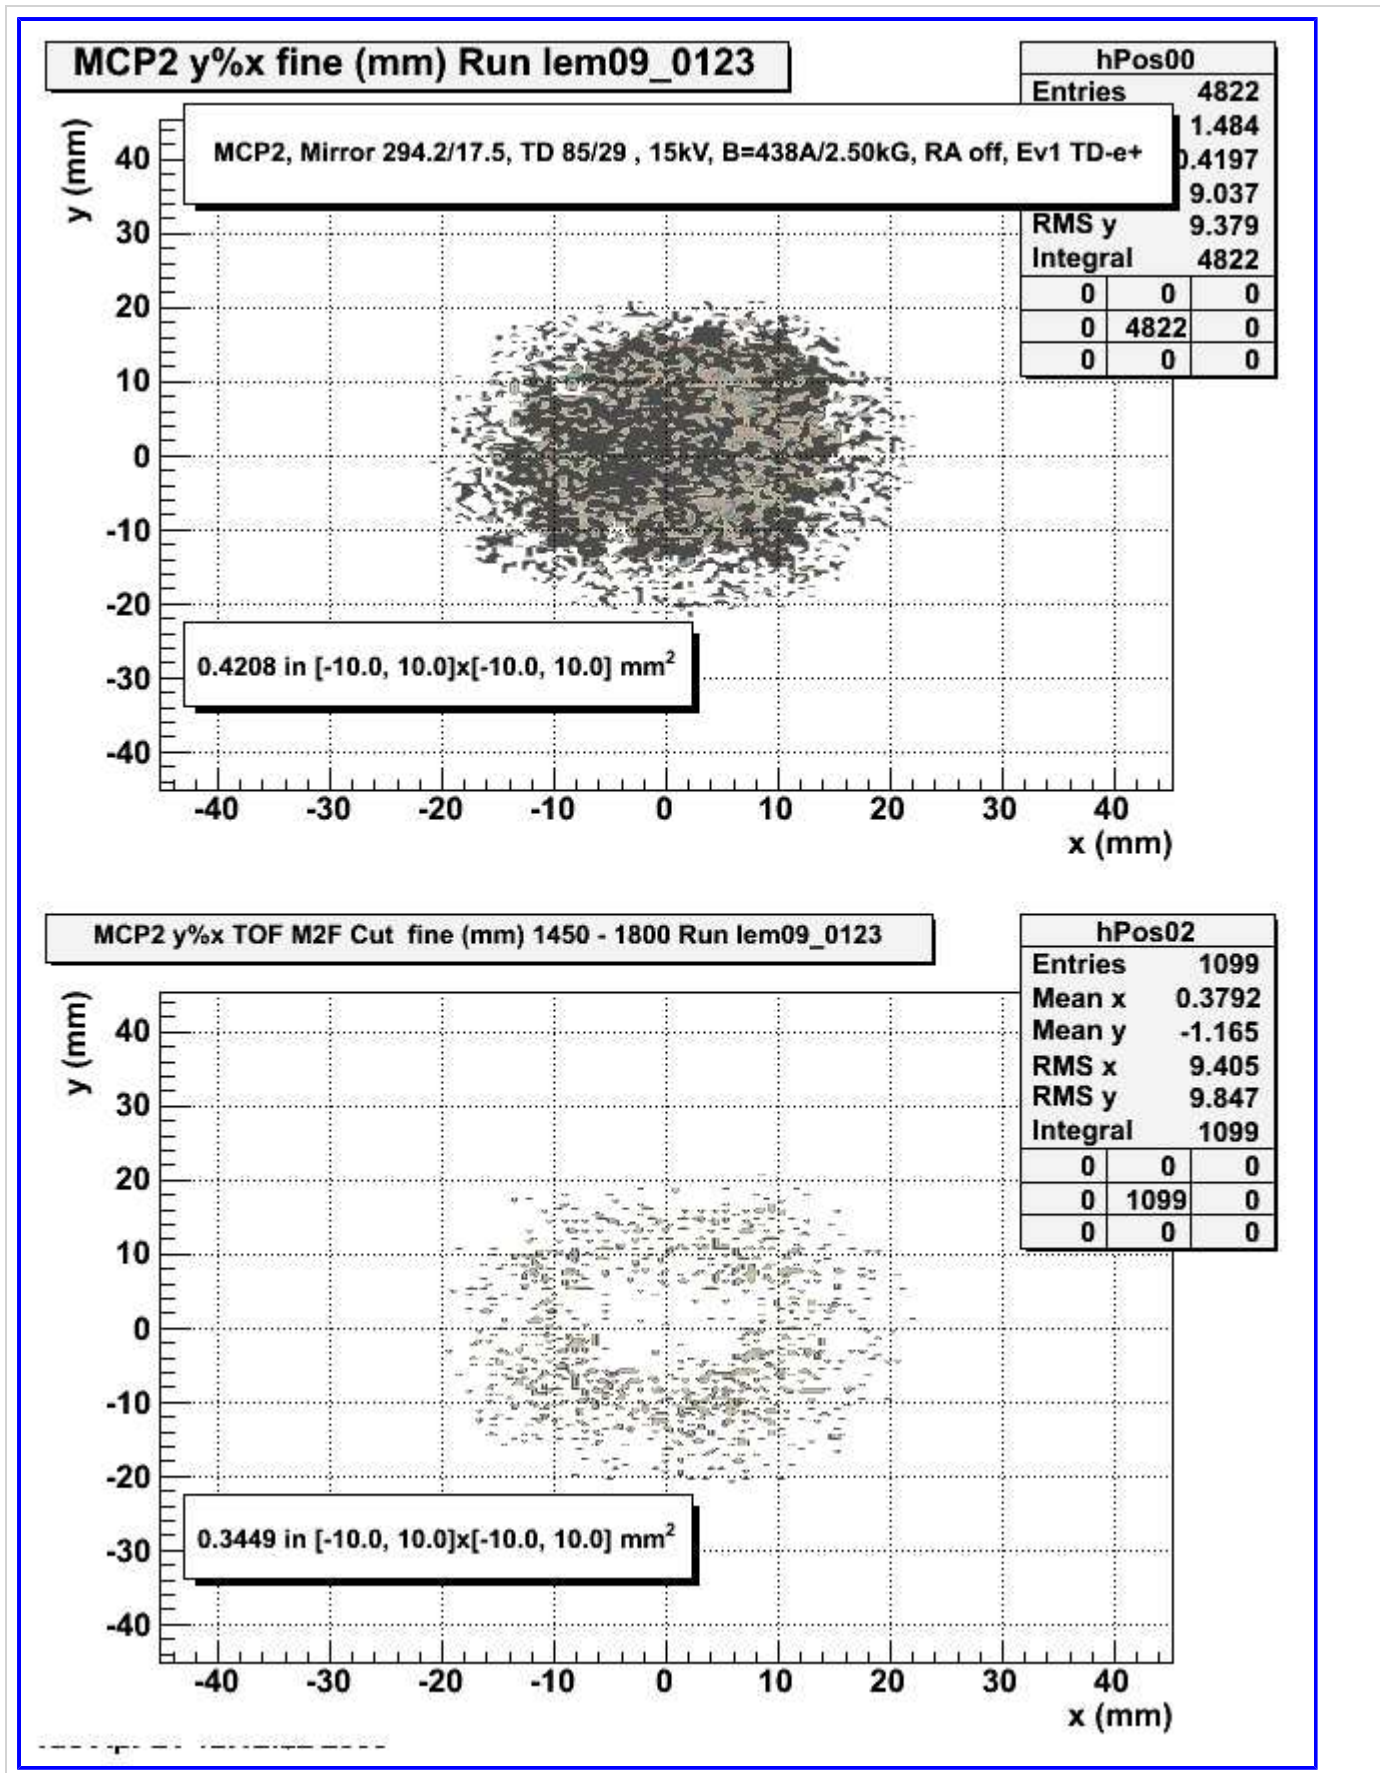 MCP2 y%x fine (mm) Run lem09_0123
hPos00
Entries 4822
1.484
0.4197
9.037
RMS y 9.379
Integral 4822
0 0 0
0 4822 0
0 0 0
MCP2, Mirror 294.2/17.5, TD 85/29 , 15kV, B=438A/2.50kG, RA off, Ev1 TD-e+
y (mm)
40
30
20
10
0
-10
-20
-30
-40
0.4208 in [-10.0, 10.0]x[-10.0, 10.0] mm²
-40 -30 -20 -10 0 10 20 30 40
x (mm)
MCP2 y%x TOF M2F Cut fine (mm) 1450 - 1800 Run lem09_0123
hPos02
Entries 1099
Mean x 0.3792
Mean y -1.165
RMS x 9.405
RMS y 9.847
Integral 1099
0 0 0
0 1099 0
0 0 0
y (mm)
40
30
20
10
0
-10
-20
-30
-40
0.3449 in [-10.0, 10.0]x[-10.0, 10.0] mm²
-40 -30 -20 -10 0 10 20 30 40
x (mm)